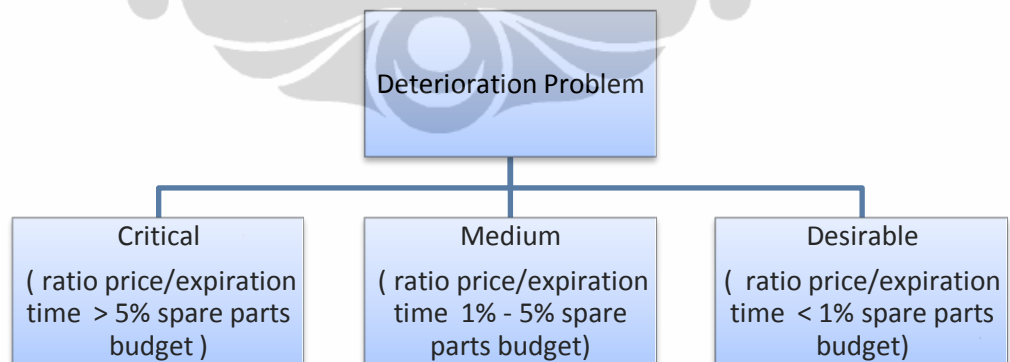 Deterioration Problem
Critical
( ratio price/expiration
time > 5% spare parts
budget )
Medium
( ratio price/expiration
time 1% - 5% spare
parts budget)
Desirable
( ratio price/expiration
time < 1% spare parts
budget)